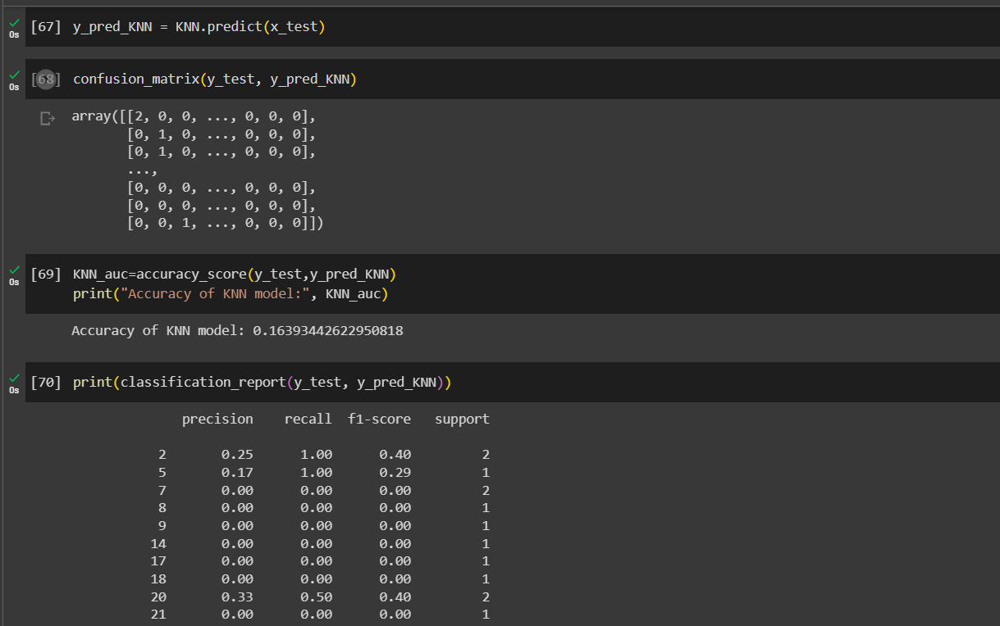 [67] y_pred_KNN = KNN.predict(x_test)
0s
[68] confusion_matrix(y_test, y_pred_KNN)
0s
array([[2, 0, 0, ..., 0, 0, 0],
[0, 1, 0, ..., 0, 0, 0],
[0, 1, 0, ..., 0, 0, 0],
...,
[0, 0, 0, ..., 0, 0, 0],
[0, 0, 0, ..., 0, 0, 0],
[0, 0, 1, ..., 0, 0, 0]])
[69] KNN_auc=accuracy_score(y_test,y_pred_KNN)
0s
print("Accuracy of KNN model:", KNN_auc)
Accuracy of KNN model: 0.16393442622950818
[70] print(classification_report(y_test, y_pred_KNN))
0s
precision recall f1-score support
2 0.25 1.00 0.40 2
5 0.17 1.00 0.29 1
7 0.00 0.00 0.00 2
8 0.00 0.00 0.00 1
9 0.00 0.00 0.00 1
14 0.00 0.00 0.00 1
17 0.00 0.00 0.00 1
18 0.00 0.00 0.00 1
20 0.33 0.50 0.40 2
21 0.00 0.00 0.00 1